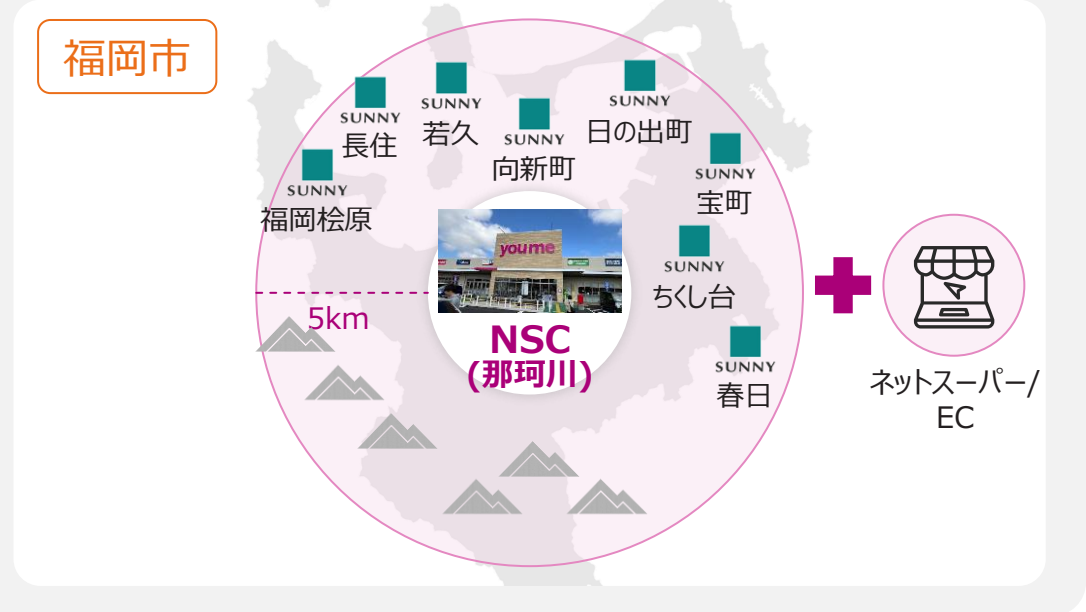 福岡市
SUNNY
長住
SUNNY
若久
SUNNY
向新町
SUNNY
日の出町
SUNNY
宝町
SUNNY
福岡桧原
youme
SUNNY
ちくし台
5km
NSC
(那珂川)
SUNNY
春日
ネットスーパー/
EC